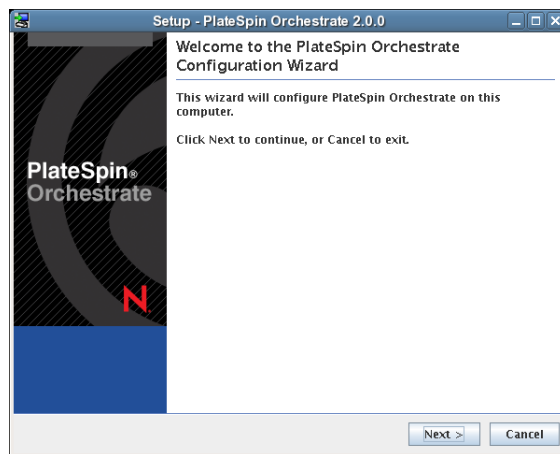 Setup - PlateSpin Orchestrate 2.0.0
Welcome to the PlateSpin Orchestrate
Configuration Wizard
This wizard will configure PlateSpin Orchestrate on this
computer.
Click Next to continue, or Cancel to exit.
PlateSpin®
Orchestrate
N
Next >
Cancel